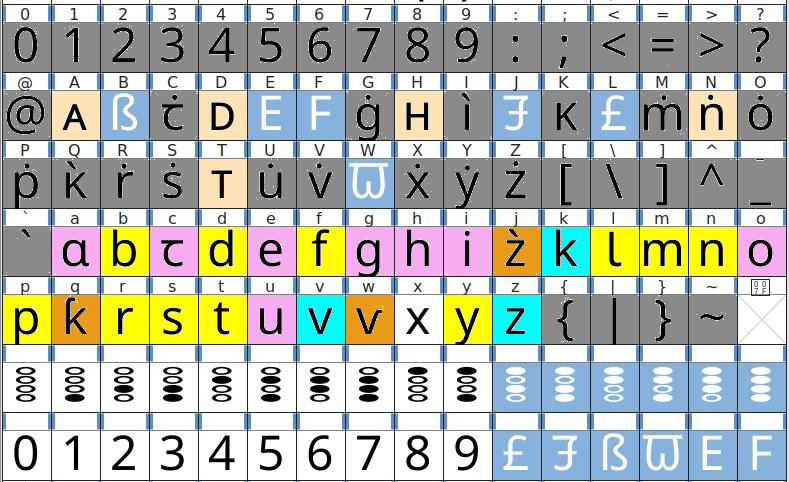 0 1 2 3 4 5 6 7 8 9 : ; < = > ?
0 1 2 3 4 5 6 7 8 9 : ; < = > ?
@ A B C D E F G H I J K L M N O
@ ᴀ ß ꞇ̇ ᴅ E F ġ ʜ ì Ɉ ᴋ £ ṁ ṅ ȯ
P Q R S T U V W X Y Z [ \ ] ^ _
ṗ ƙ̇ ṙ ṡ ᴛ u̇ v̇ ẋ ẏ ż [ \ ] ^ _
` a b c d e f g h i j k l m n o
` ɑ b ꞇ d e f g h i ż k l m n o
p q r s t u v w x y z { | } ~
p ƙ r s t u v ⱱ x y z { | } ~
0 1 2 3 4 5 6 7 8 9 £ ß E F